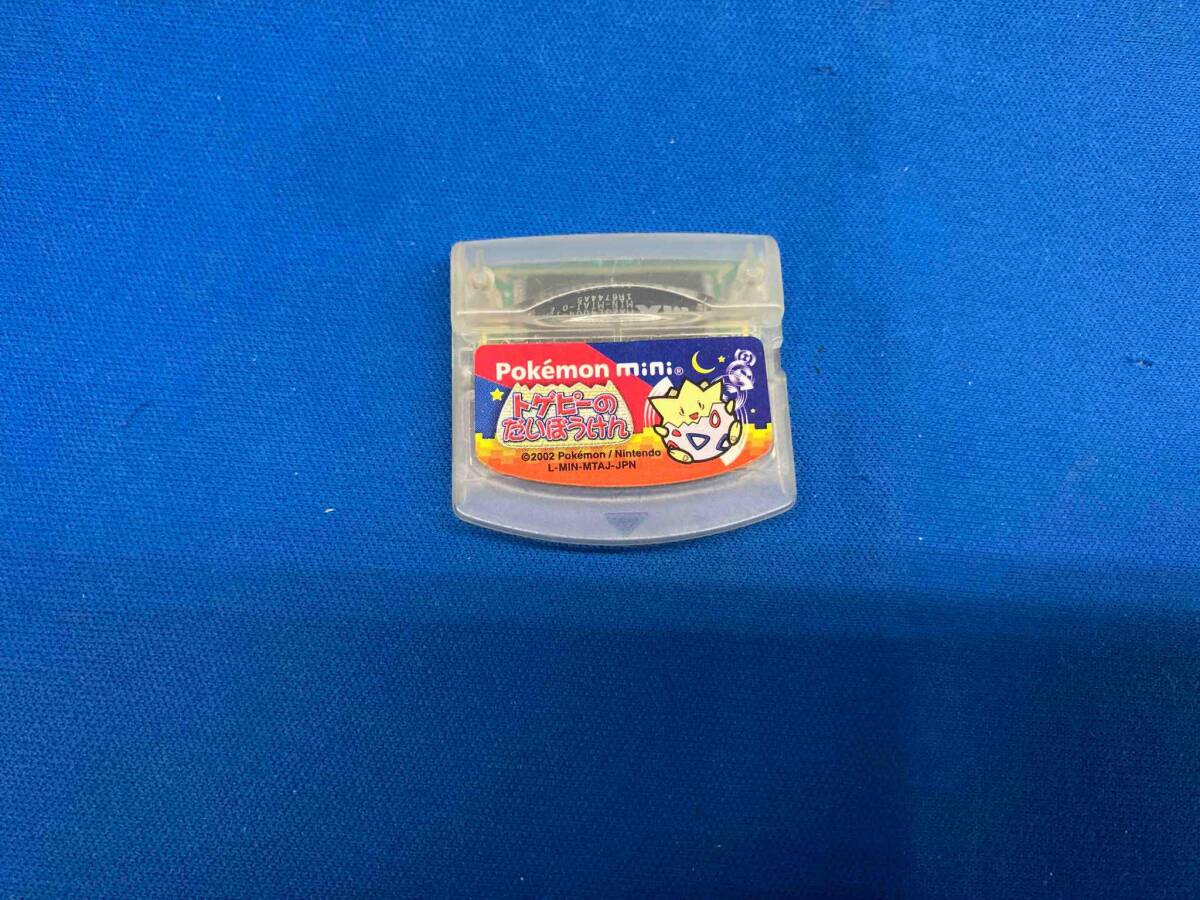 Pokémon mini®
トゲピーの
だいぼうけん
©2002 Pokémon / Nintendo
L-MIN-MTAJ-JPN